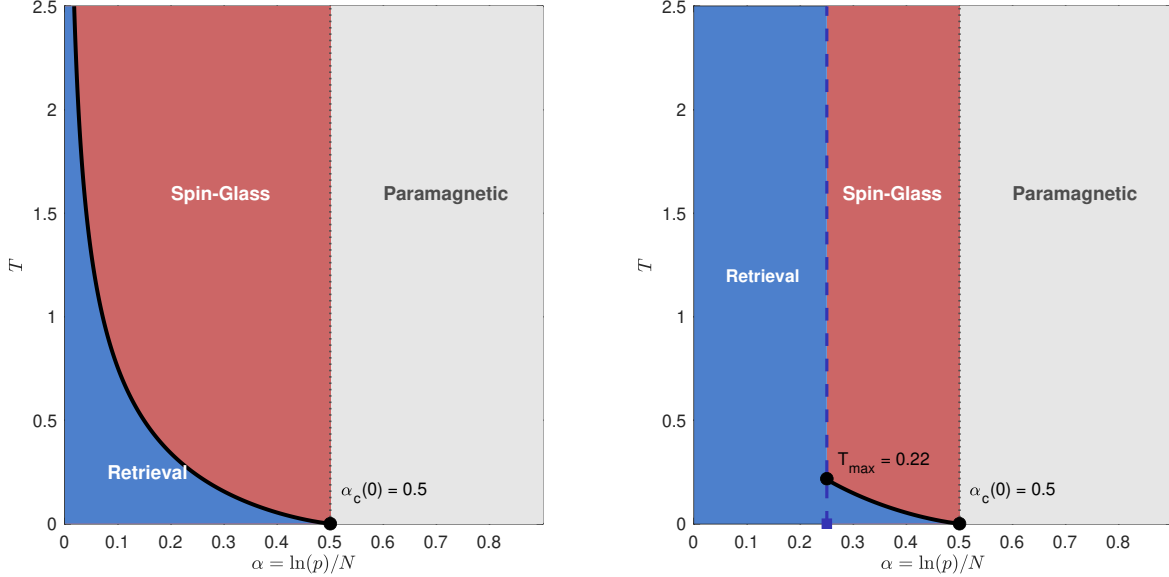 2.5
2
1.5
1
0.5
0
T
Spin-Glass
Paramagnetic
Retrieval
α_c(0) = 0.5
0 0.1 0.2 0.3 0.4 0.5 0.6 0.7 0.8
α = ln(p)/N
2.5
2
1.5
1
0.5
0
T
Spin-Glass
Paramagnetic
Retrieval
T_max = 0.22
α_c(0) = 0.5
0 0.1 0.2 0.3 0.4 0.5 0.6 0.7 0.8
α = ln(p)/N